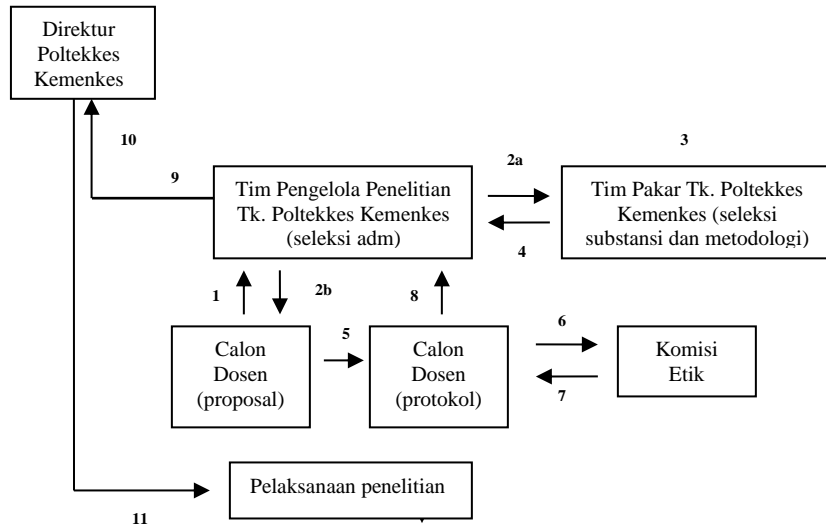 Direktur
Poltekkes
Kemenkes
10
9
Tim Pengelola Penelitian
Tk. Poltekkes Kemenkes
(seleksi adm)
2a
4
3
Tim Pakar Tk. Poltekkes
Kemenkes (seleksi
substansi dan metodologi)
1
2b
8
Calon
Dosen
(proposal)
5
Calon
Dosen
(protokol)
6
7
Komisi
Etik
Pelaksanaan penelitian
11